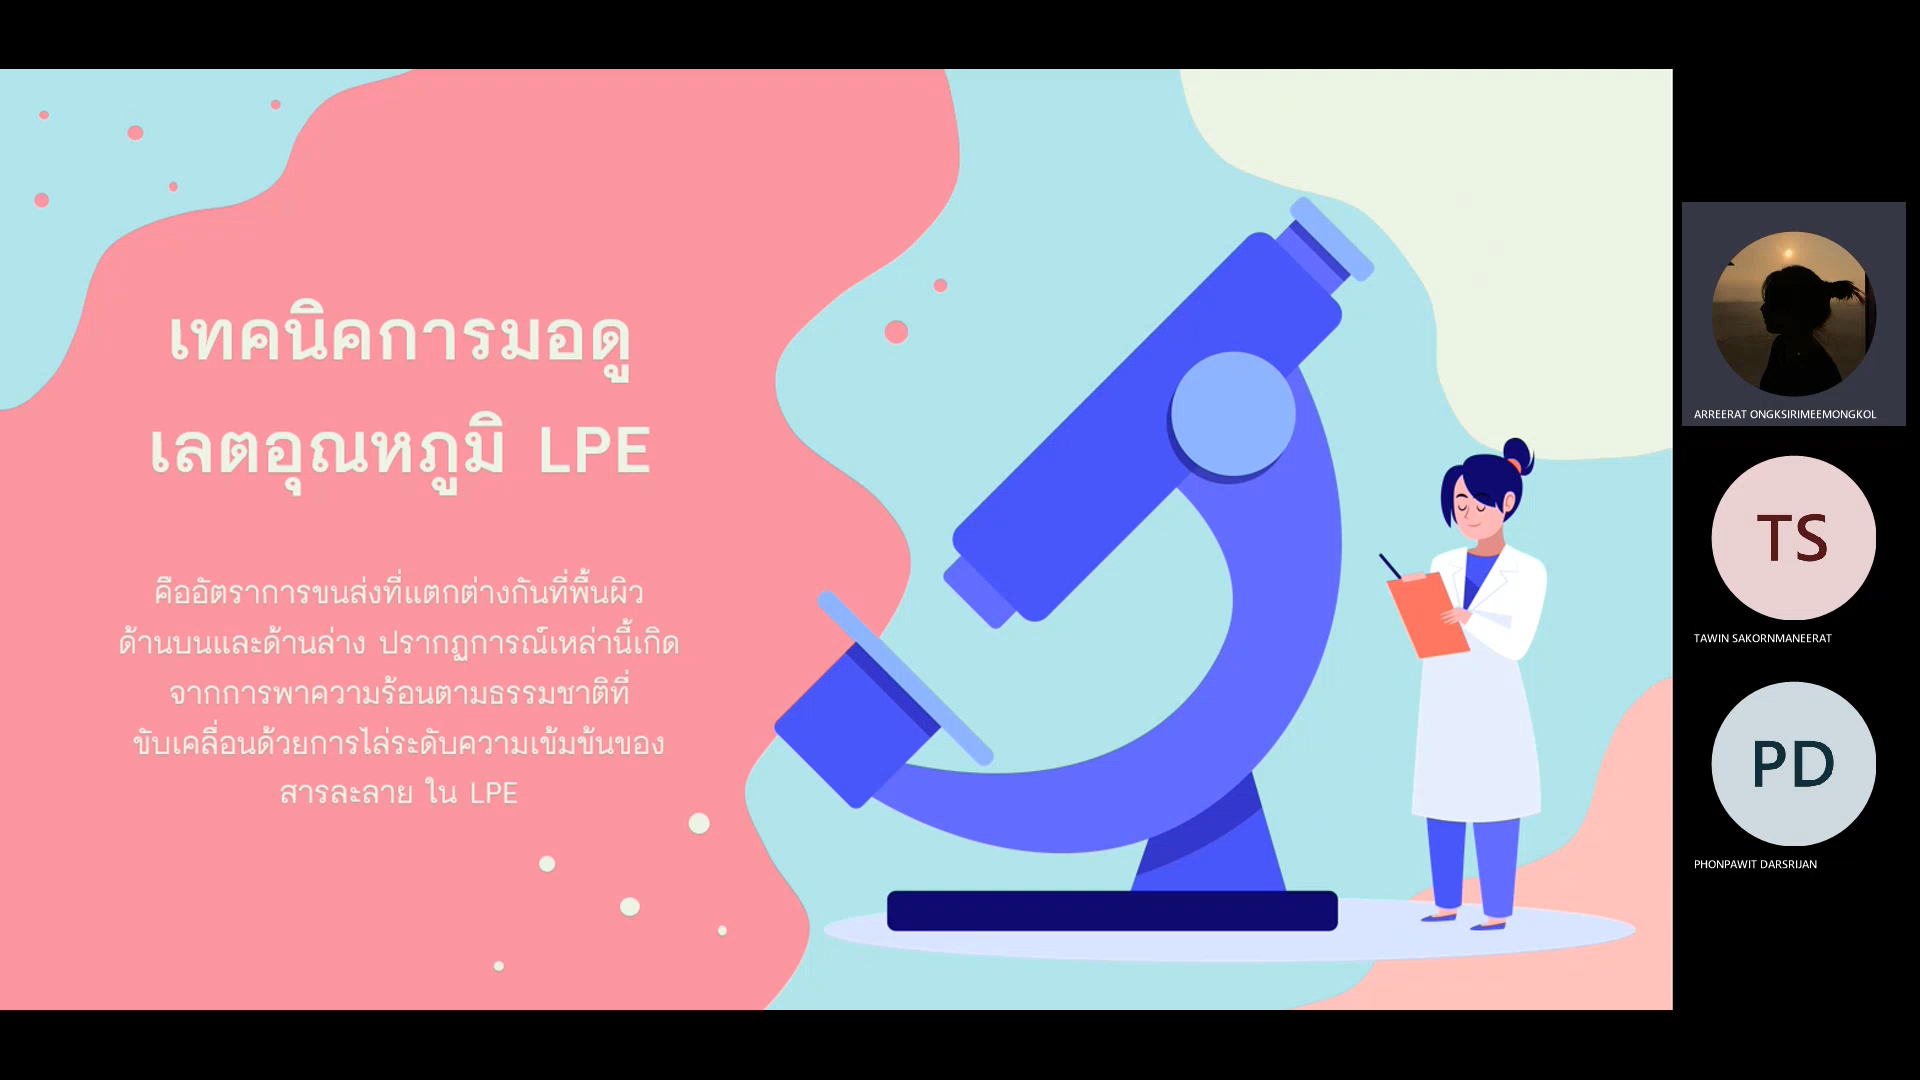 เทคนิคการมอดู
เลตอุณหภูมิ LPE
คืออัตราการขนส่งที่แตกต่างกันที่พื้นผิว
ด้านบนและด้านล่าง ปรากฏการณ์เหล่านี้เกิด
จากการพาความร้อนตามธรรมชาติที่
ขับเคลื่อนด้วยการไล่ระดับความเข้มข้นของ
สารละลาย ใน LPE
ARREERAT ONGKSIRIMEEMONGKOL
TS
TAWIN SAKORNMANEERAT
PD
PHONPAWIT DARSRIJAN